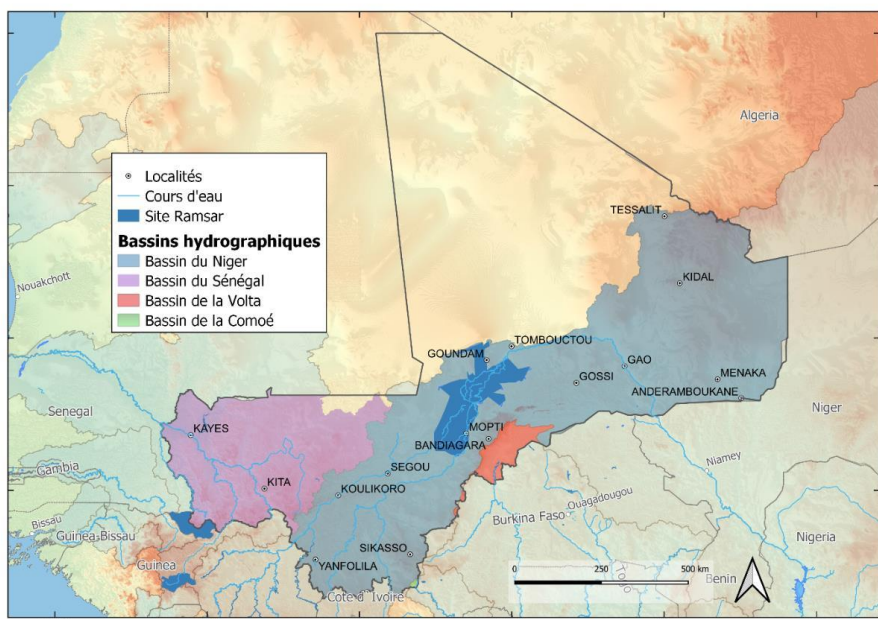 Algeria
Localités
Cours d'eau
Site Ramsar
Bassins hydrographiques
Bassin du Niger
Bassin du Sénégal
Bassin de la Volta
Bassin de la Comoé
TESSALIT
Nouakchott
KIDAL
TOMBOUCTOU
GOUNDAM
GAO
GOSSI
MENAKA
ANDERAMBOUKANE
Senegal
Niger
KAYES
MOPTI
BANDIAGARA
Gambia
SEGOU
Niamey
KITA
KOULIKORO
Ouagadougou
Burkina Faso
Bissau
Guinea-Bissau
Nigeria
SIKASSO
Guinea
YANFOLILA
0 250 500 km
Togo
Benin
Cote d'Ivoire